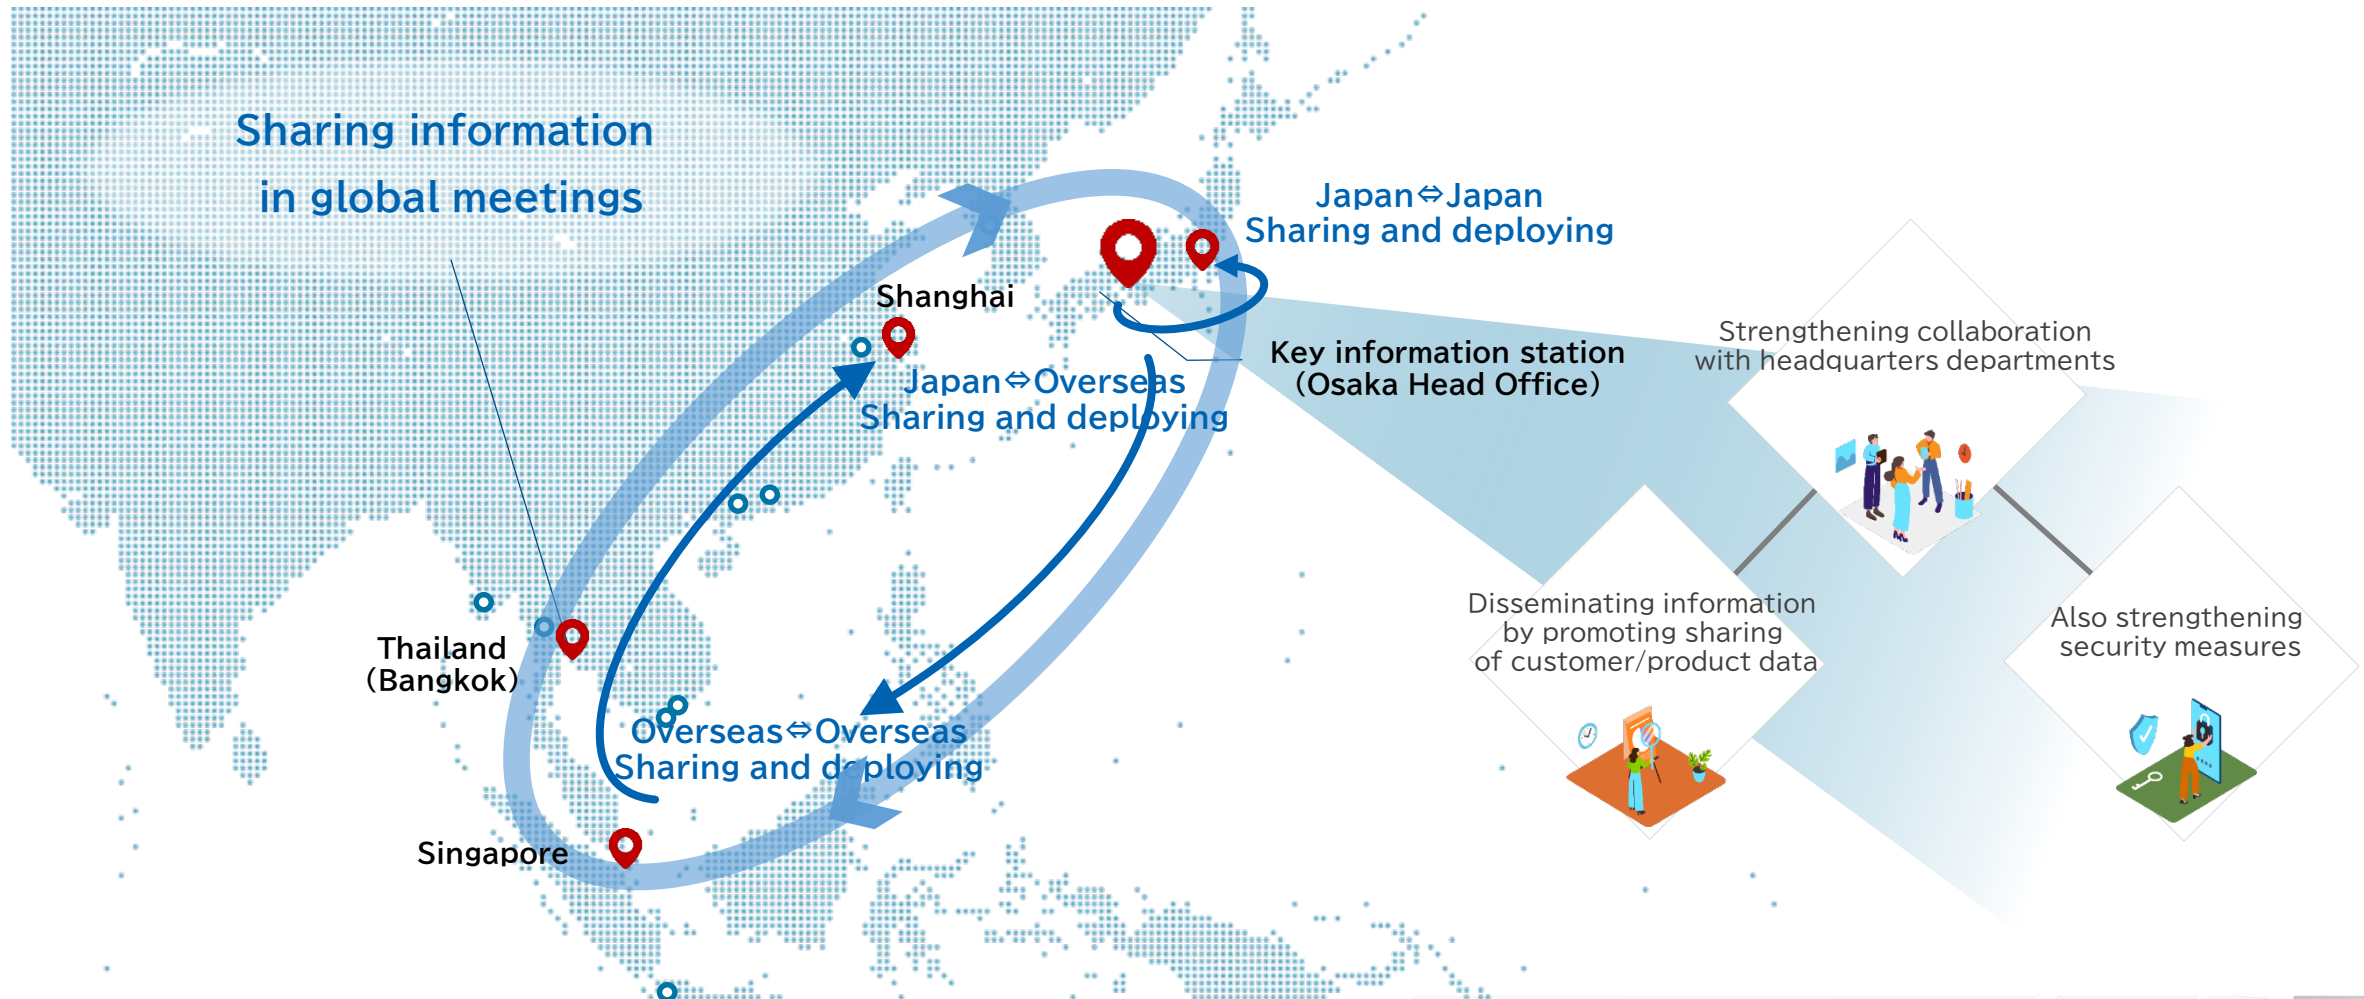 Sharing information
in global meetings
Japan⇔Japan
Sharing and deploying
Shanghai
Key information station
(Osaka Head Office)
Japan⇔Overseas
Sharing and deploying
Thailand
(Bangkok)
Overseas⇔Overseas
Sharing and deploying
Singapore
Strengthening collaboration
with headquarters departments
Disseminating information
by promoting sharing
of customer/product data
Also strengthening
security measures